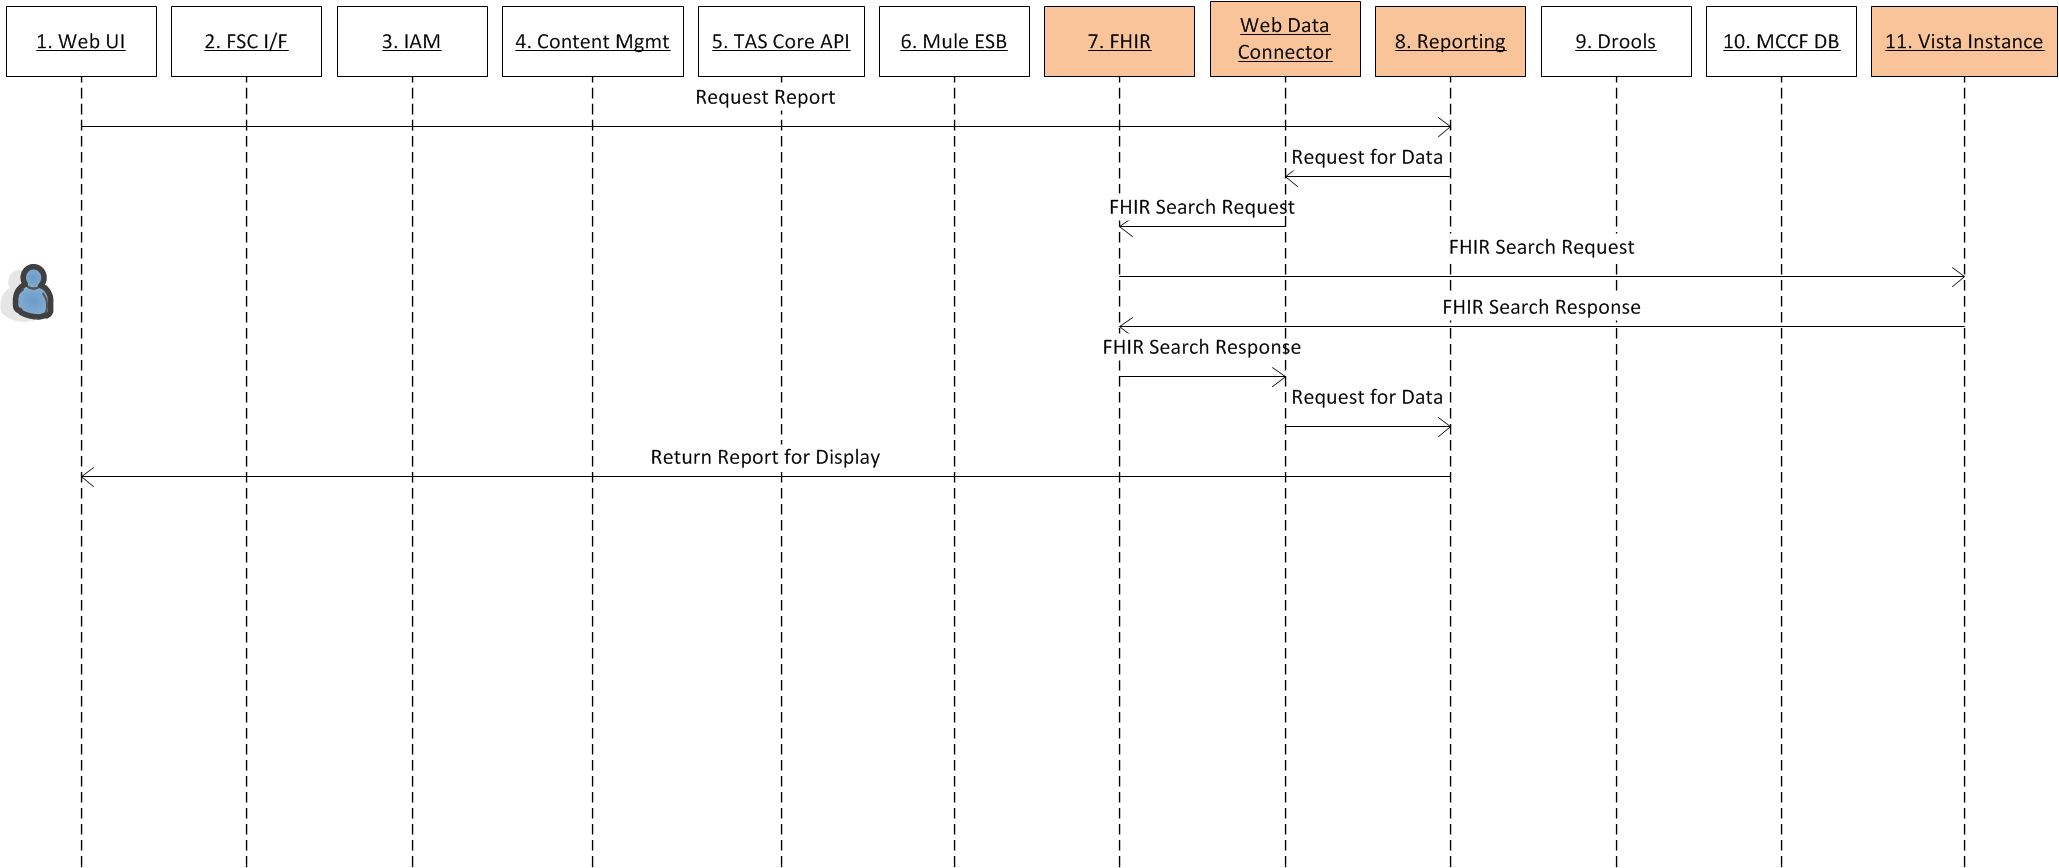 1. Web UI
2. FSC I/F
3. IAM
4. Content Mgmt
5. TAS Core API
6. Mule ESB
7. FHIR
Web Data
Connector
8. Reporting
9. Drools
10. MCCF DB
11. Vista Instance
Request Report
Request for Data
FHIR Search Request
FHIR Search Request
FHIR Search Response
FHIR Search Response
Request for Data
Return Report for Display